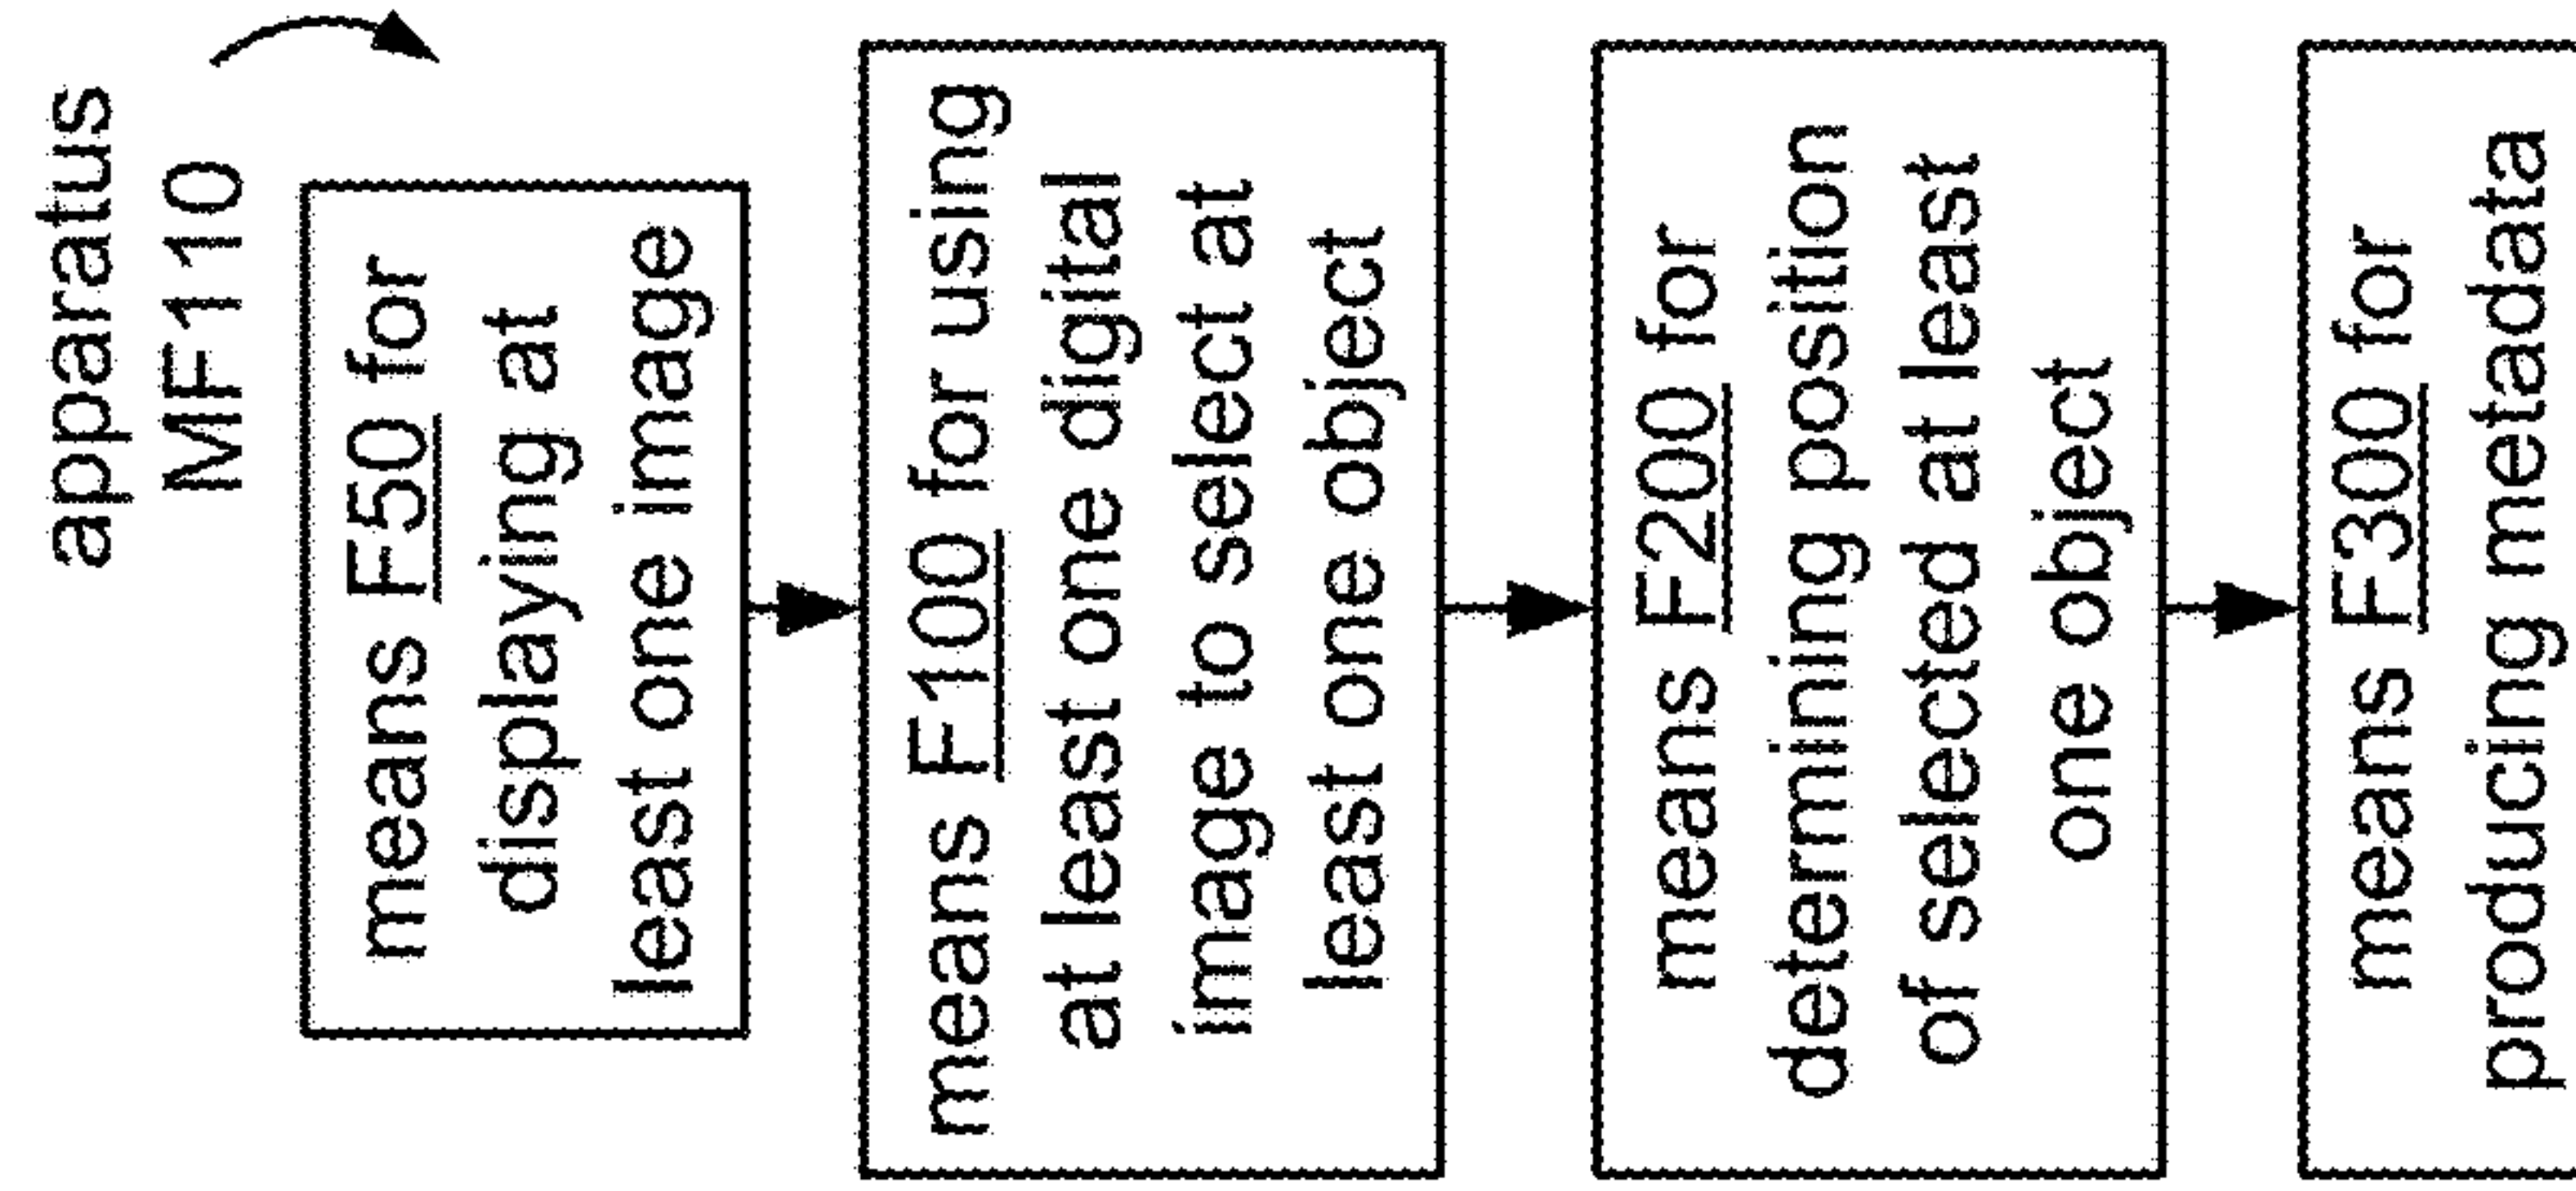 apparatus
MF110
means F50 for
displaying at
least one image
means F100 for using
at least one digital
image to select at
least one object
means F200 for
determining position
of selected at least
one object
means F300 for
producing metadata